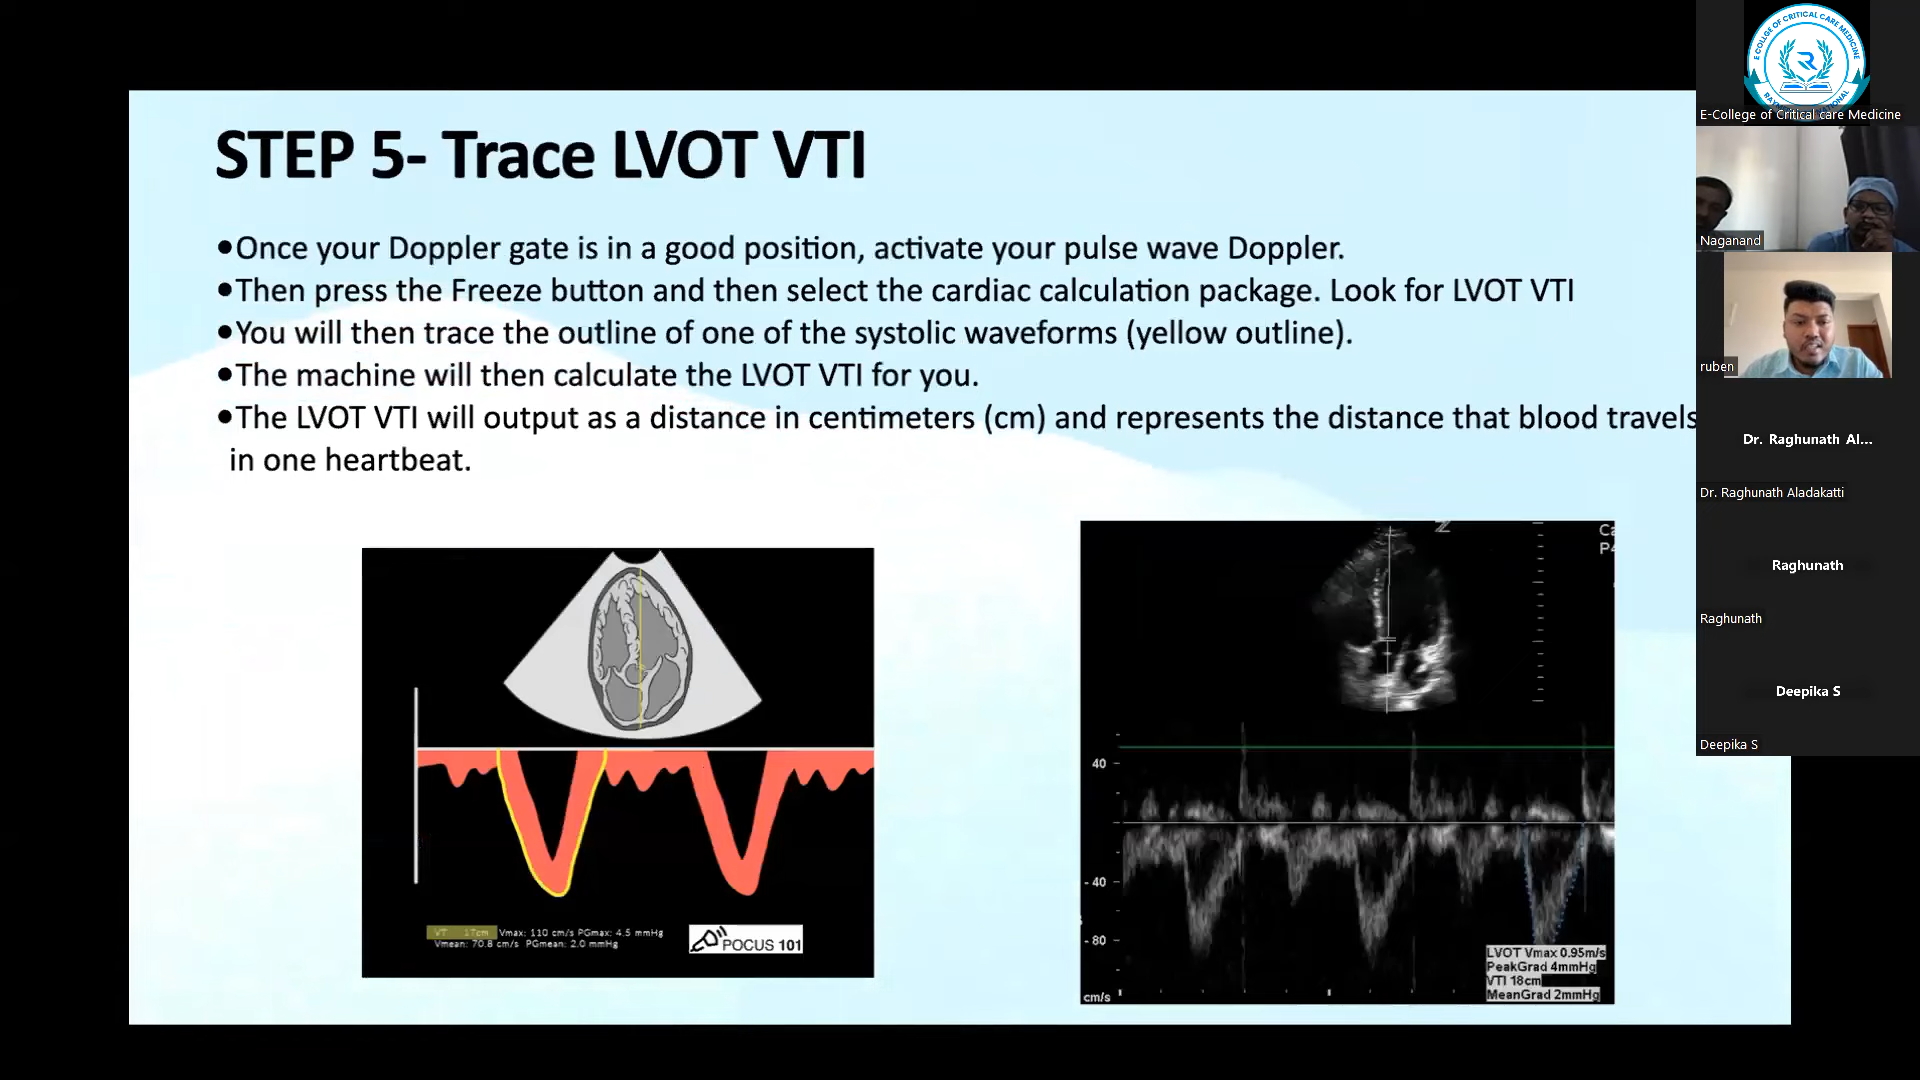 STEP 5- Trace LVOT VTI
●Once your Doppler gate is in a good position, activate your pulse wave Doppler.
●Then press the Freeze button and then select the cardiac calculation package. Look for LVOT VTI
●You will then trace the outline of one of the systolic waveforms (yellow outline).
●The machine will then calculate the LVOT VTI for you.
●The LVOT VTI will output as a distance in centimeters (cm) and represents the distance that blood travels
in one heartbeat.
VT 17cm Vmax: 110 cm/s PGmax: 4.5 mmHg
Vmean: 70.8 cm/s PGmean: 2.0 mmHg
POCUS 101
40
- 40
- 80
cm/s
LVOT Vmax 0.95m/s
PeakGrad 4mmHg
VTI 18cm
MeanGrad 2mmHg
E COLLEGE OF CRITICAL CARE MEDICINE
E-College of Critical care Medicine
Naganand
ruben
Dr. Raghunath Al...
Dr. Raghunath Aladakatti
Raghunath
Raghunath
Deepika S
Deepika S